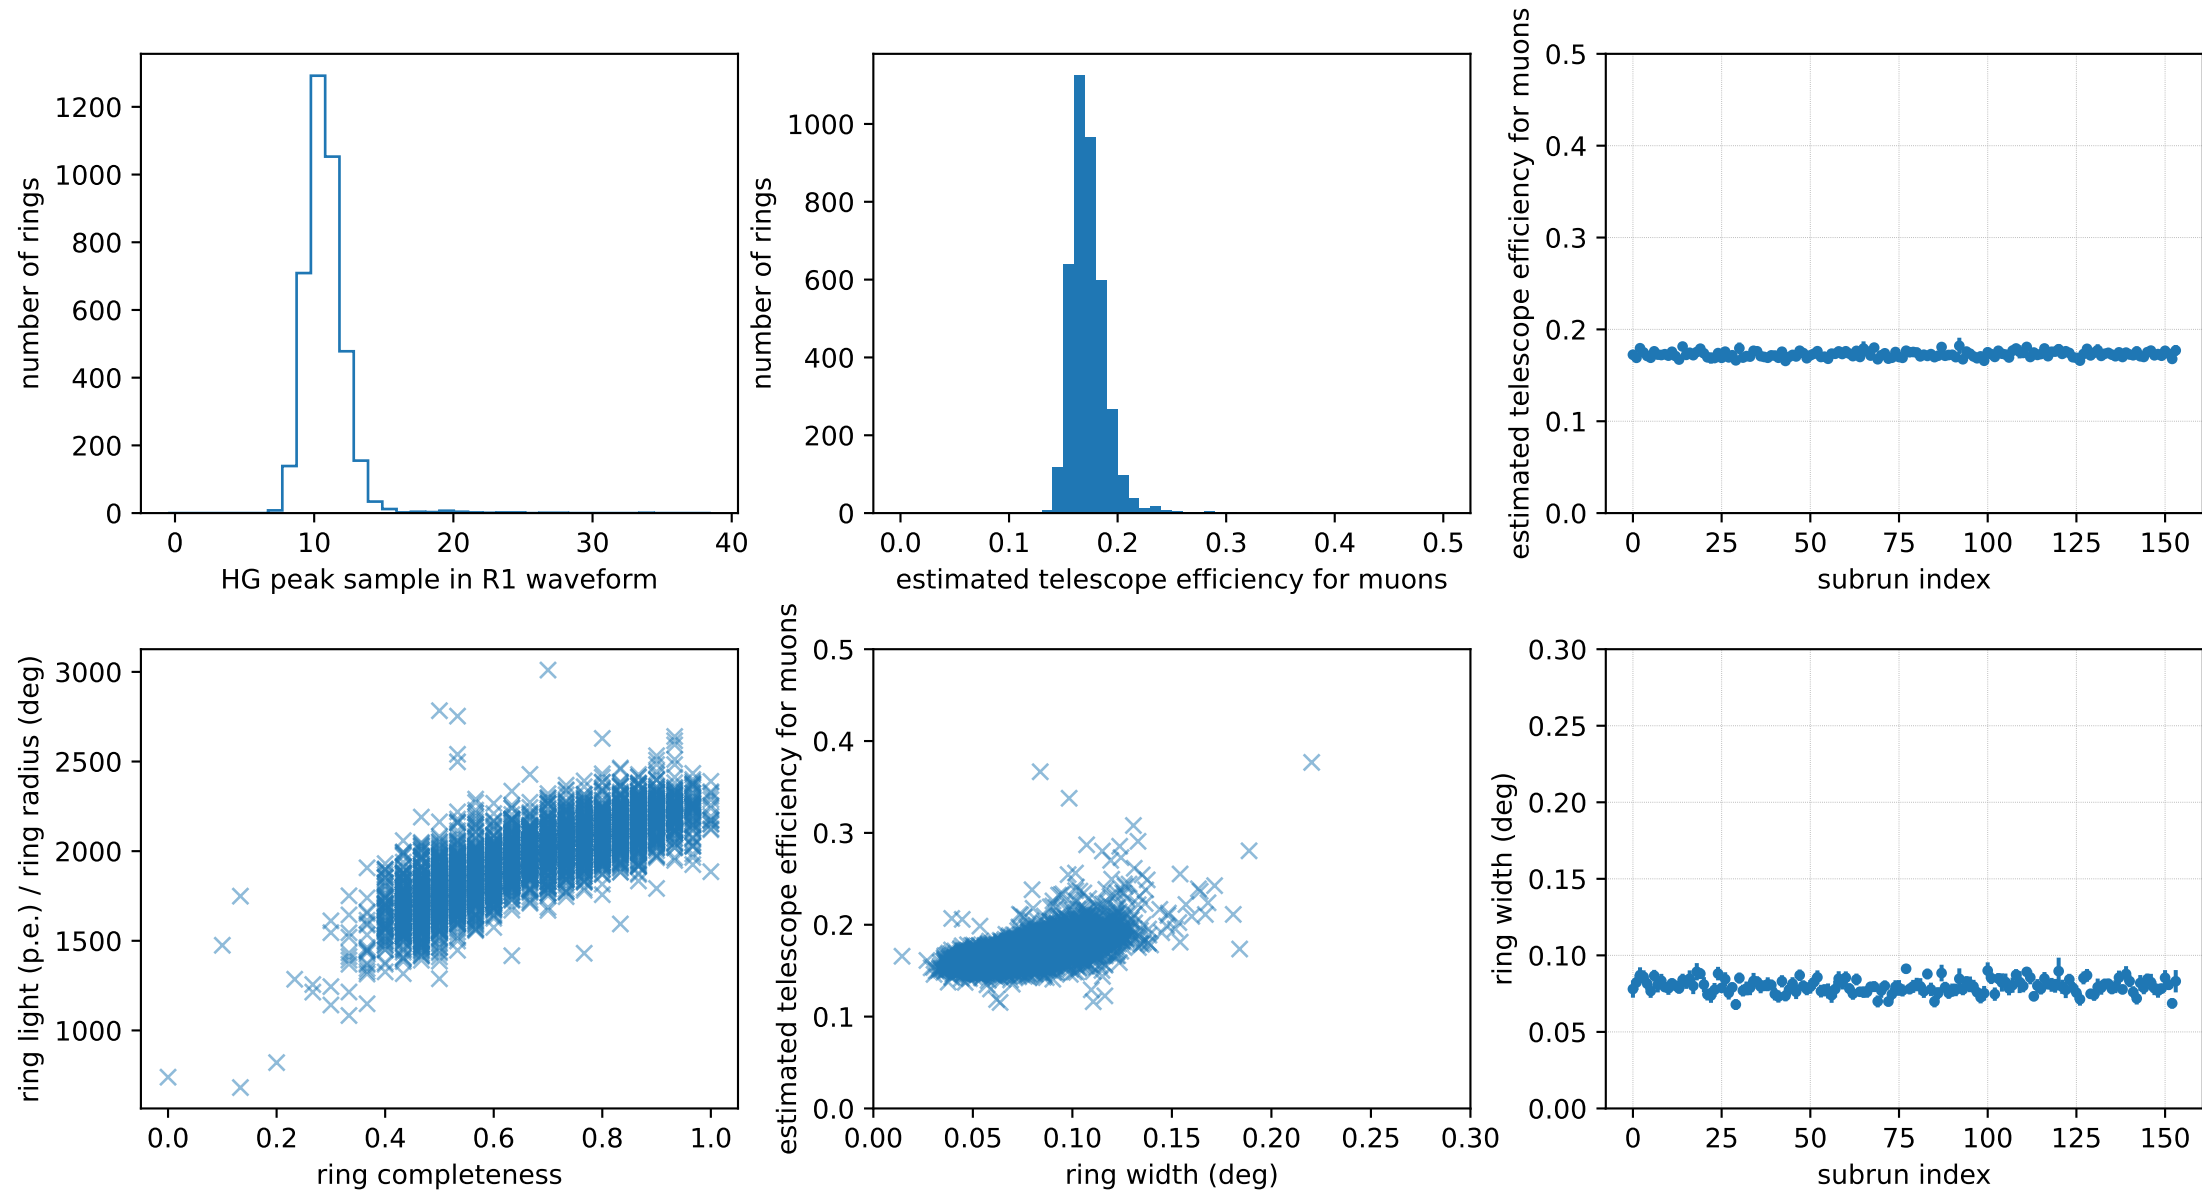 number of rings
1200
1000
800
600
400
200
0
0 10 20 30 40
HG peak sample in R1 waveform
number of rings
1000
800
600
400
200
0
0.0 0.1 0.2 0.3 0.4 0.5
estimated telescope efficiency for muons
estimated telescope efficiency for muons
0.5
0.4
0.3
0.2
0.1
0.0
0 25 50 75 100 125 150
subrun index
ring light (p.e.) / ring radius (deg)
3000
2500
2000
1500
1000
0.0 0.2 0.4 0.6 0.8 1.0
ring completeness
estimated telescope efficiency for muons
0.5
0.4
0.3
0.2
0.1
0.0
0.00 0.05 0.10 0.15 0.20 0.25 0.30
ring width (deg)
ring width (deg)
0.30
0.25
0.20
0.15
0.10
0.05
0.00
0 25 50 75 100 125 150
subrun index